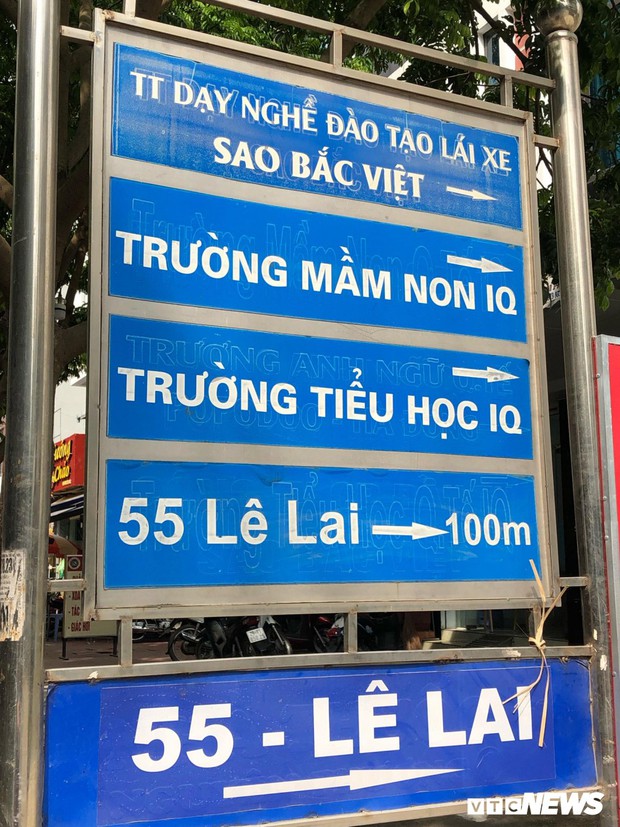 TT DẠY NGHỀ ĐÀO TẠO LÁI XE
SAO BẮC VIỆT
TRƯỜNG MẦM NON IQ
TRƯỜNG TIỂU HỌC IQ
55 Lê Lai 100m
55 - LÊ LAI
VTC NEWS